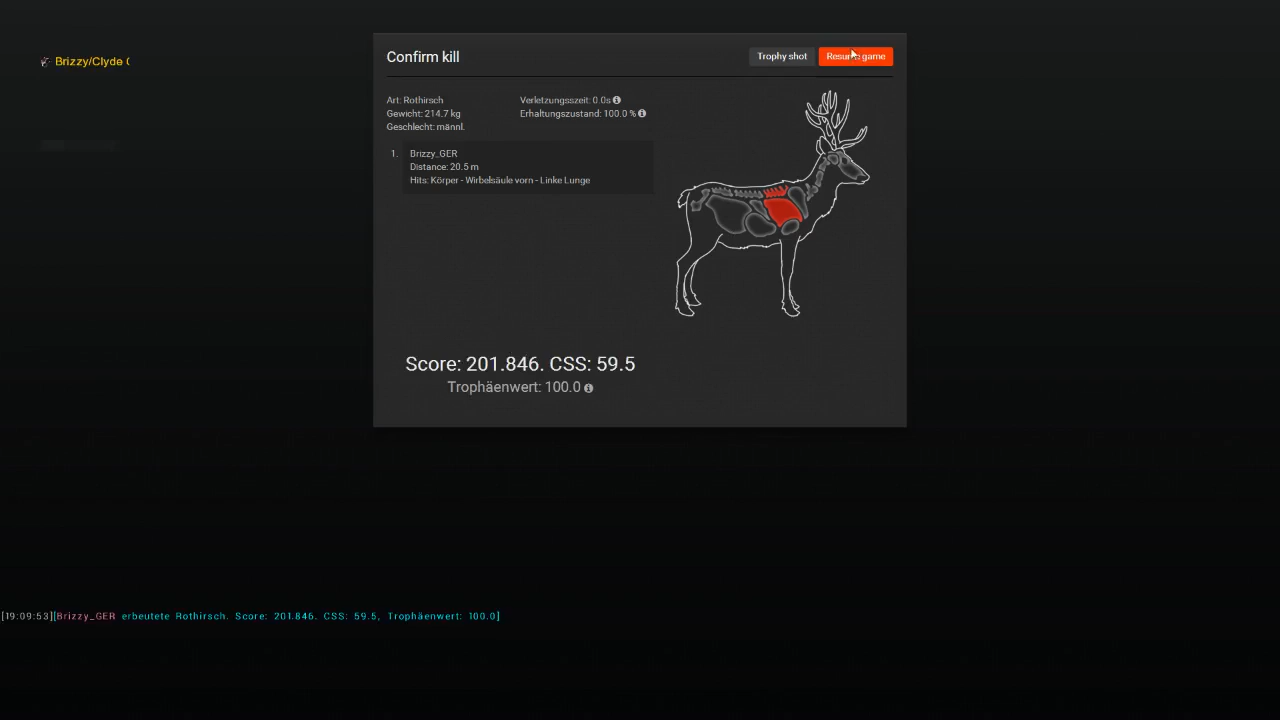 Confirm kill
Trophy shot
Resume game
Brizzy/Clyde
Art: Rothirsch
Gewicht: 214.7 kg
Geschlecht: männl.
Verletzungsszeit: 0.0s
Erhaltungszustand: 100.0 %
1.
Brizzy_GER
Distance: 20.5 m
Hits: Körper - Wirbelsäule vorn - Linke Lunge
Score: 201.846. CSS: 59.5
Trophäenwert: 100.0
[19:09:53][Brizzy_GER erbeutete Rothirsch. Score: 201.846. CSS: 59.5, Trophäenwert: 100.0]